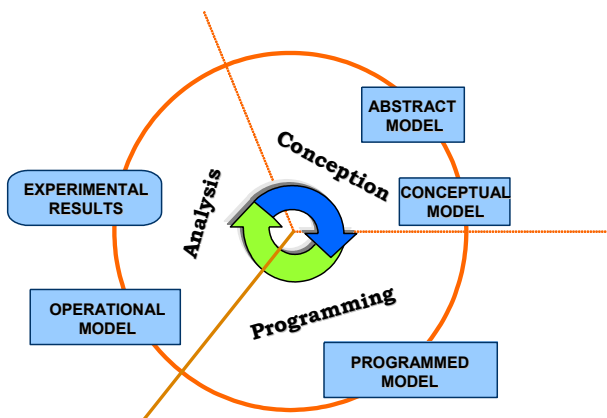 ABSTRACT
MODEL
Conception
CONCEPTUAL
MODEL
EXPERIMENTAL
RESULTS
Analysis
OPERATIONAL
MODEL
Programming
PROGRAMMED
MODEL